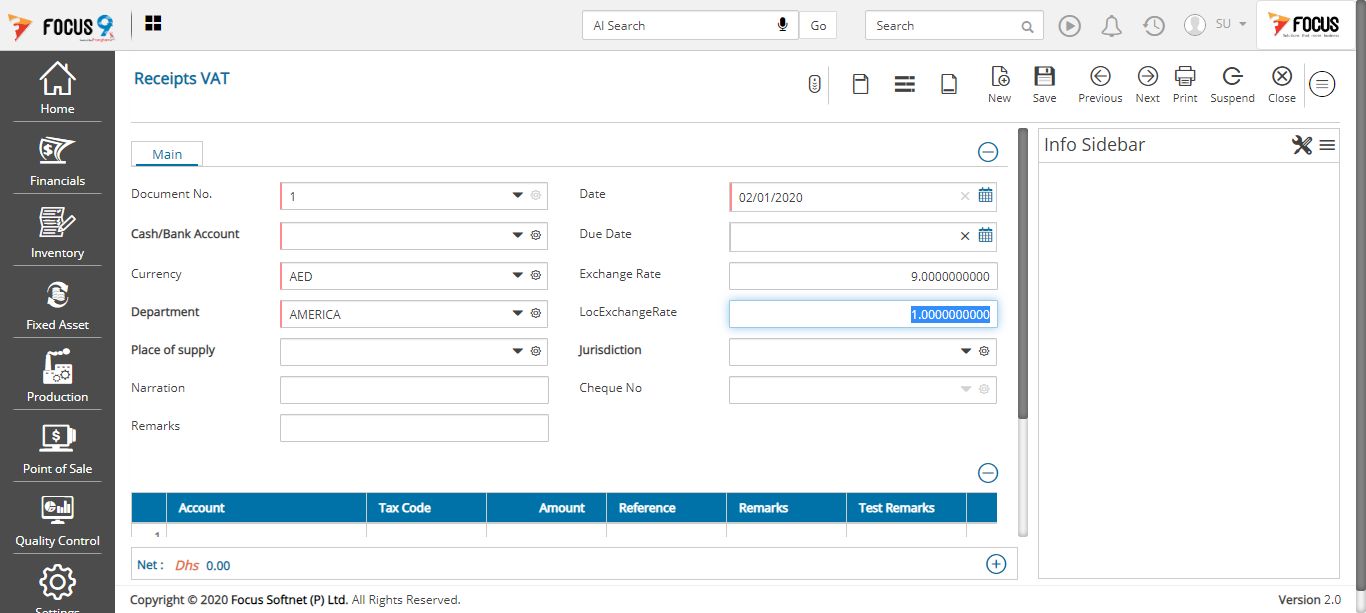 FOCUS 9
AI Search
Go
Search
SU
FOCUS
Home
Financials
Inventory
Fixed Asset
Production
Point of Sale
Quality Control
Settings
Receipts VAT
New
Save
Previous
Next
Print
Suspend
Close
Main
Document No.
1
Date
02/01/2020
Cash/Bank Account
Due Date
Currency
AED
Exchange Rate
9.0000000000
Department
AMERICA
LocExchangeRate
1.0000000000
Place of supply
Jurisdiction
Narration
Cheque No
Remarks
Account Tax Code Amount Reference Remarks Test Remarks
1
Net : Dhs 0.00
Info Sidebar
Copyright © 2020 Focus Softnet (P) Ltd. All Rights Reserved.
Version 2.0